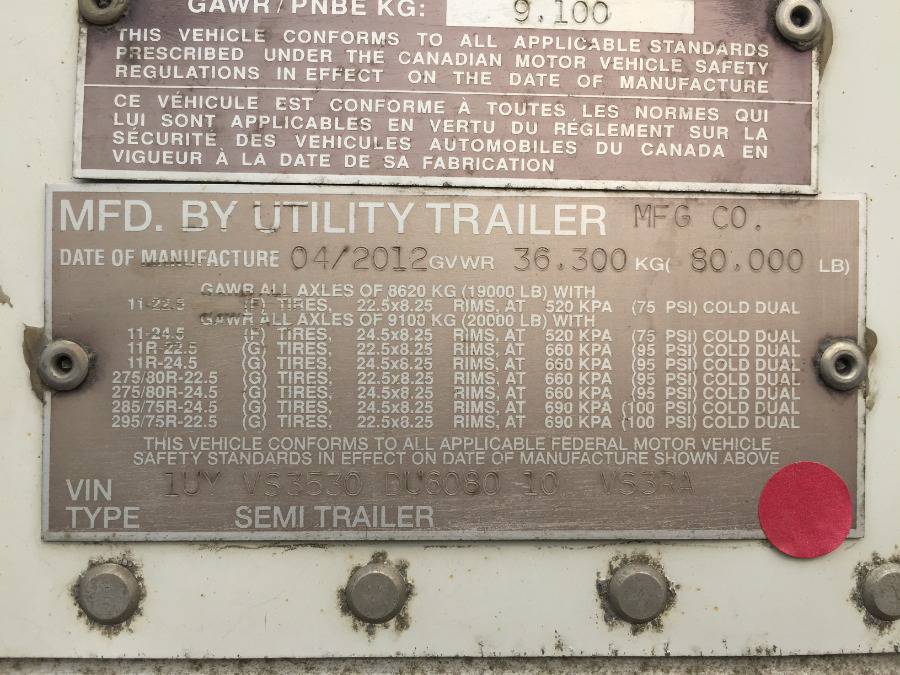 GAWR/PNBE KG: 9.100
THIS VEHICLE CONFORMS TO ALL APPLICABLE STANDARDS
PRESCRIBED UNDER THE CANADIAN MOTOR VEHICLE SAFETY
REGULATIONS IN EFFECT ON THE DATE OF MANUFACTURE
CE VÉHICULE EST CONFORME À TOUTES LES NORMES QUI
LUI SONT APPLICABLES EN VERTU DU RÉGLEMENT SUR LA
SÉCURITÉ DES VEHICULES AUTOMOBILES DU CANADA EN
VIGUEUR À LA DATE DE SA FABRICATION
MFD. BY UTILITY TRAILER MFG CO.
DATE OF MANUFACTURE 04/2012 GVWR 36.300 KG( 80.000 LB)
GAWR ALL AXLES OF 8620 KG (19000 LB) WITH
11-22.5 (F) TIRES, 22.5x8.25 RIMS, AT 520 KPA (75 PSI) COLD DUAL
GAWR ALL AXLES OF 9100 KG (20000 LB) WITH
11-24.5 (F) TIRES, 24.5x8.25 RIMS, AT 520 KPA (75 PSI) COLD DUAL
11R-22.5 (G) TIRES, 22.5x8.25 RIMS, AT 660 KPA (95 PSI) COLD DUAL
11R-24.5 (G) TIRES, 24.5x8.25 RIMS, AT 660 KPA (95 PSI) COLD DUAL
275/80R-22.5 (G) TIRES, 22.5x8.25 RIMS, AT 660 KPA (95 PSI) COLD DUAL
275/80R-24.5 (G) TIRES, 24.5x8.25 RIMS, AT 660 KPA (95 PSI) COLD DUAL
285/75R-24.5 (G) TIRES, 24.5x8.25 RIMS, AT 690 KPA (100 PSI) COLD DUAL
295/75R-22.5 (G) TIRES, 22.5x8.25 RIMS, AT 690 KPA (100 PSI) COLD DUAL
THIS VEHICLE CONFORMS TO ALL APPLICABLE FEDERAL MOTOR VEHICLE
SAFETY STANDARDS IN EFFECT ON DATE OF MANUFACTURE SHOWN ABOVE
VIN 1UY VS3530 DU6080 10 VS3RA
TYPE SEMI TRAILER